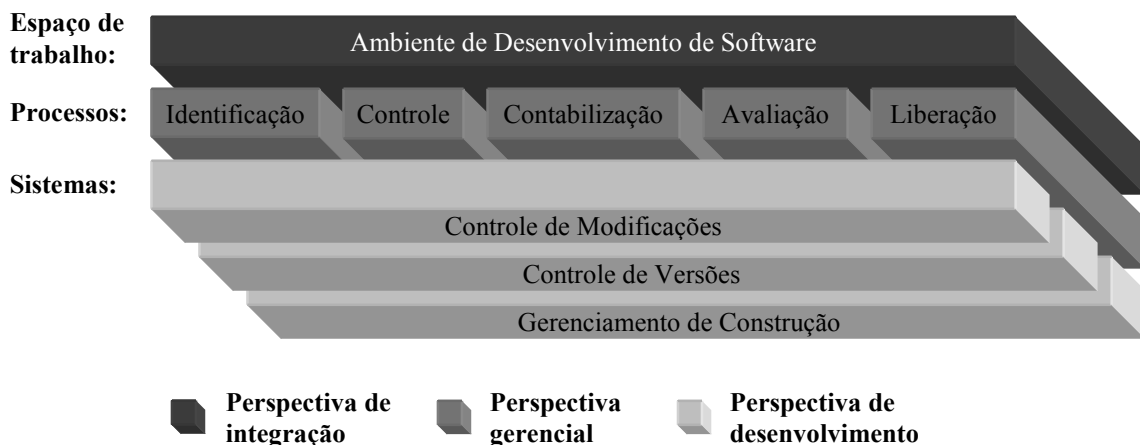 Espaço de
trabalho:
Ambiente de Desenvolvimento de Software
Processos:
Identificação
Controle
Contabilização
Avaliação
Liberação
Sistemas:
Controle de Modificações
Controle de Versões
Gerenciamento de Construção
Perspectiva de
integração
Perspectiva
gerencial
Perspectiva de
desenvolvimento